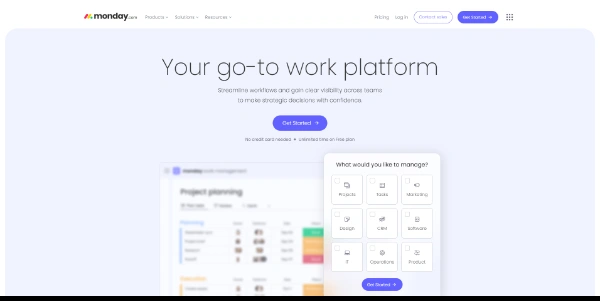 monday.com
Products
Solutions
Resources
Pricing
Log in
Contact sales
Get Started →
Your go-to work platform
Streamline workflows and gain clear visibility across teams
to make strategic decisions with confidence.
Get Started →
No credit card needed • Unlimited time on Free plan
monday work management
Project planning
Planning
Execution
What would you like to manage?
Projects
Tasks
Marketing
Design
CRM
Software
IT
Operations
Product
Get Started →